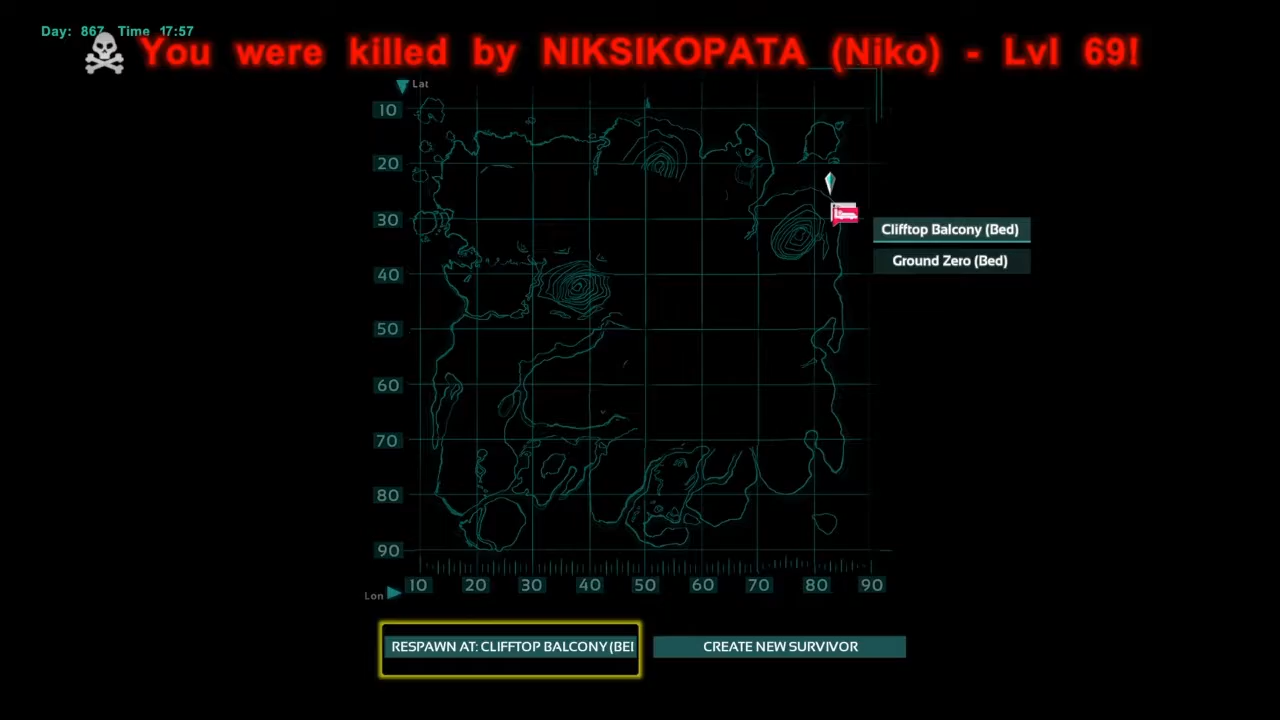 Day: 867 Time 17:57
You were killed by NIKSIKOPATA (Niko) - Lvl 69!
Lat
10
20
30
40
50
60
70
80
90
Clifftop Balcony (Bed)
Ground Zero (Bed)
Lon
10 20 30 40 50 60 70 80 90
RESPAWN AT: CLIFFTOP BALCONY (BEI
CREATE NEW SURVIVOR